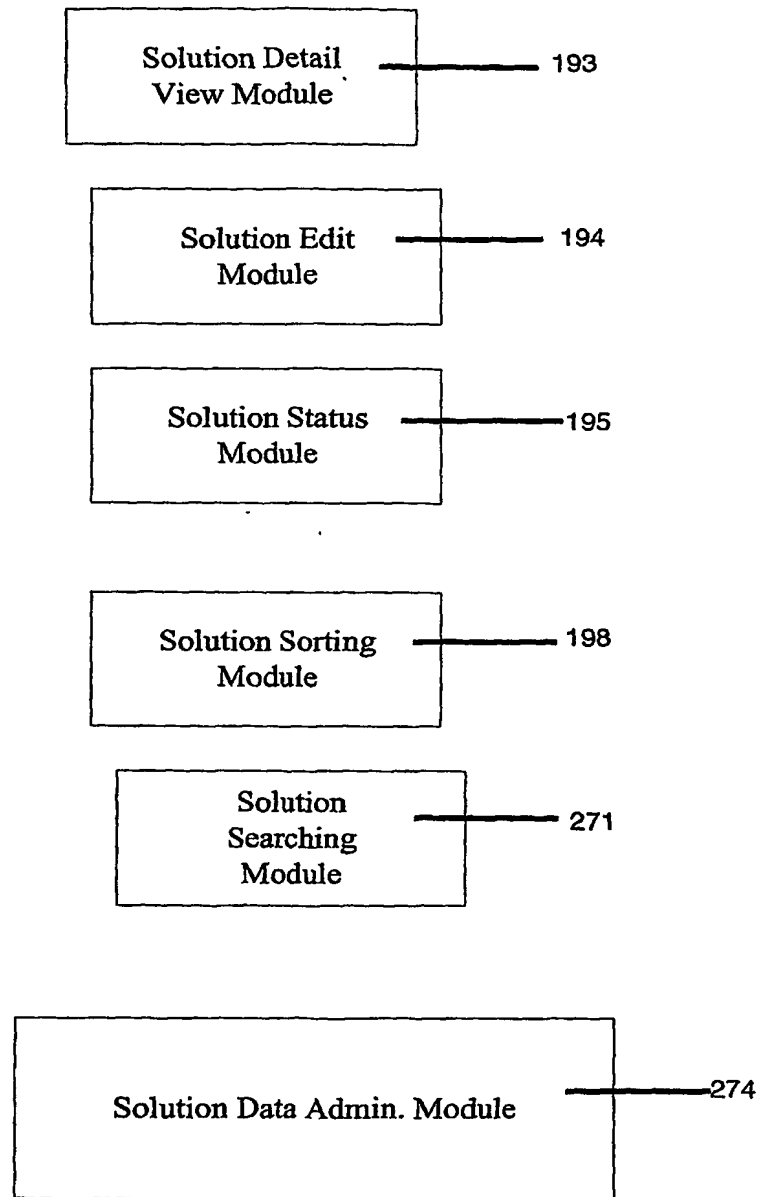 Solution Detail
View Module
193
Solution Edit
Module
194
Solution Status
Module
195
Solution Sorting
Module
198
Solution
Searching
Module
271
Solution Data Admin. Module
274